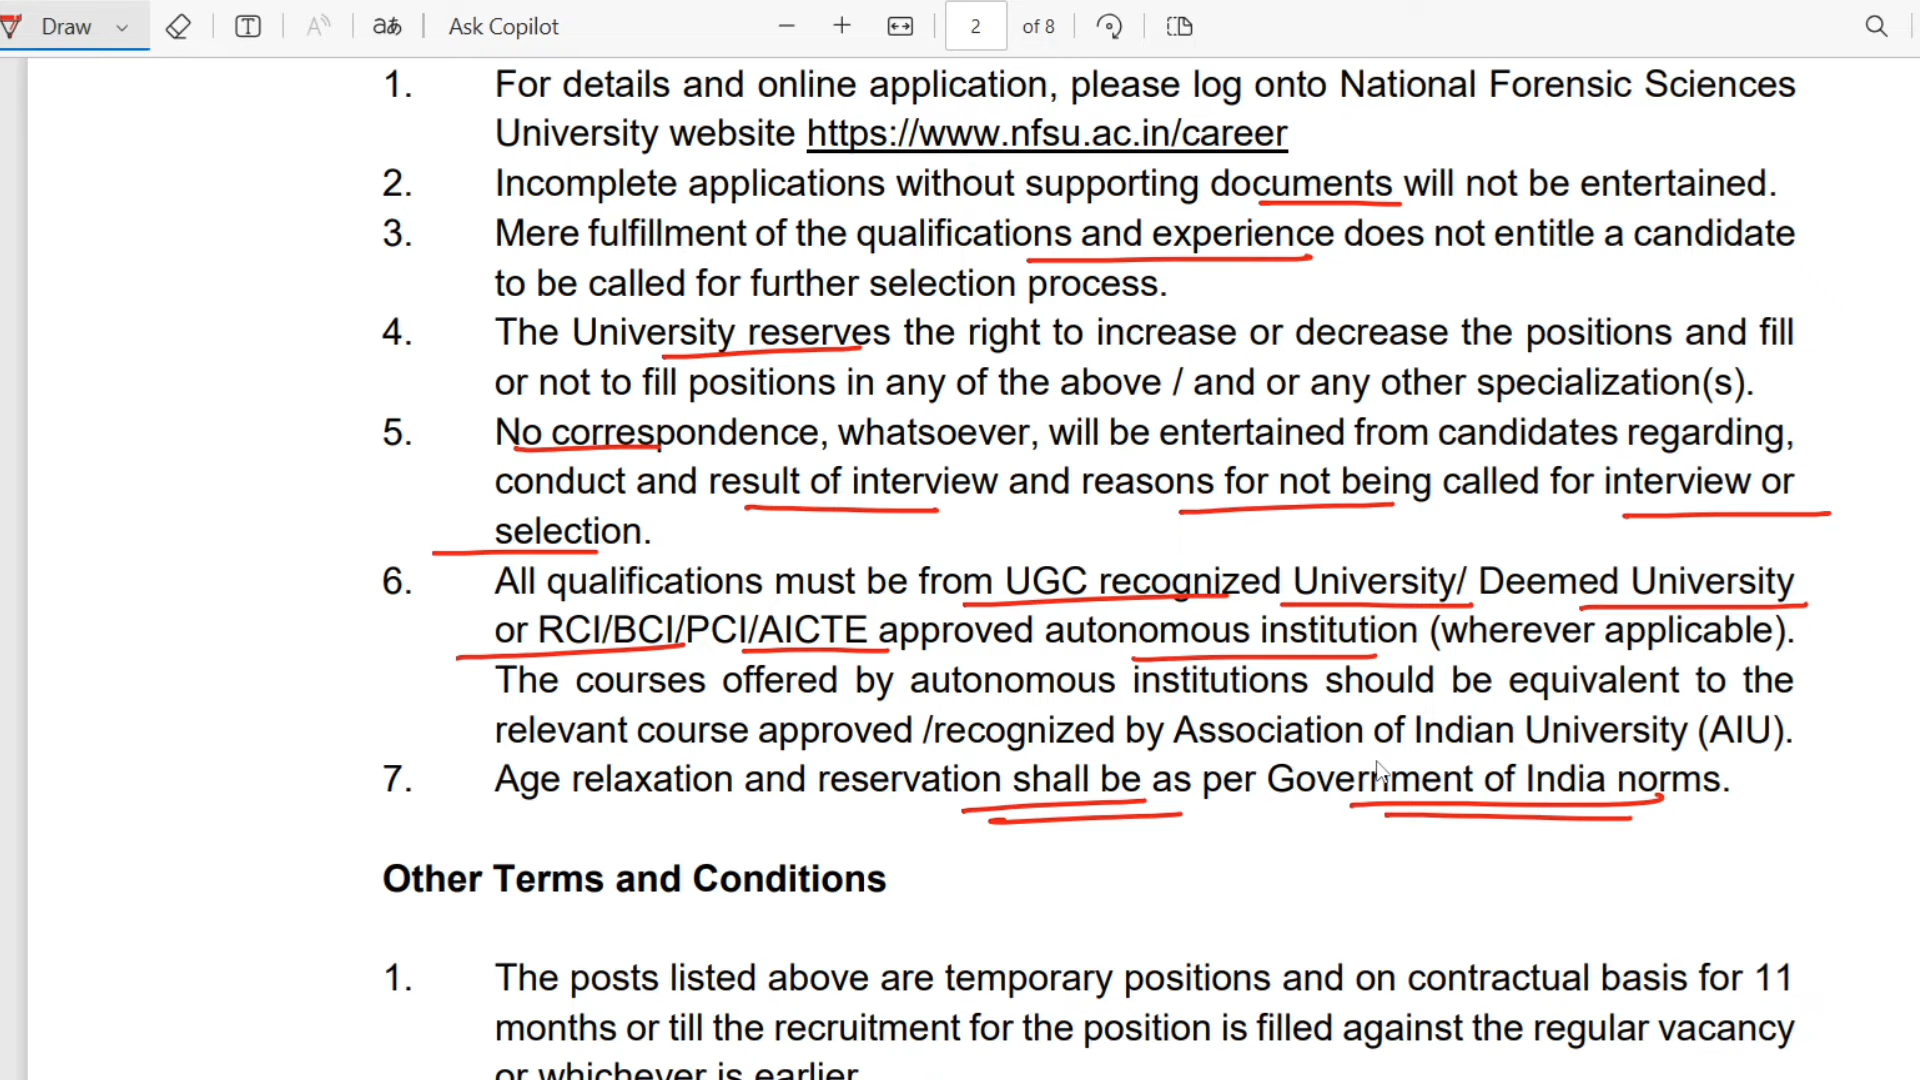 Draw
Ask Copilot
2
of 8
1. For details and online application, please log onto National Forensic Sciences
University website https://www.nfsu.ac.in/career
2. Incomplete applications without supporting documents will not be entertained.
3. Mere fulfillment of the qualifications and experience does not entitle a candidate
to be called for further selection process.
4. The University reserves the right to increase or decrease the positions and fill
or not to fill positions in any of the above / and or any other specialization(s).
5. No correspondence, whatsoever, will be entertained from candidates regarding,
conduct and result of interview and reasons for not being called for interview or
selection.
6. All qualifications must be from UGC recognized University/ Deemed University
or RCI/BCI/PCI/AICTE approved autonomous institution (wherever applicable).
The courses offered by autonomous institutions should be equivalent to the
relevant course approved /recognized by Association of Indian University (AIU).
7. Age relaxation and reservation shall be as per Government of India norms.
Other Terms and Conditions
1. The posts listed above are temporary positions and on contractual basis for 11
months or till the recruitment for the position is filled against the regular vacancy
or whichever is earlier.